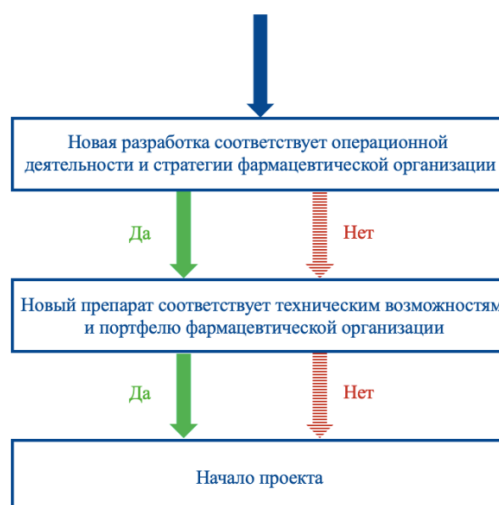 Новая разработка соответствует операционной
деятельности и стратегии фармацевтической организации
Да
Нет
Новый препарат соответствует техническим возможностям
и портфелю фармацевтической организации
Да
Нет
Начало проекта